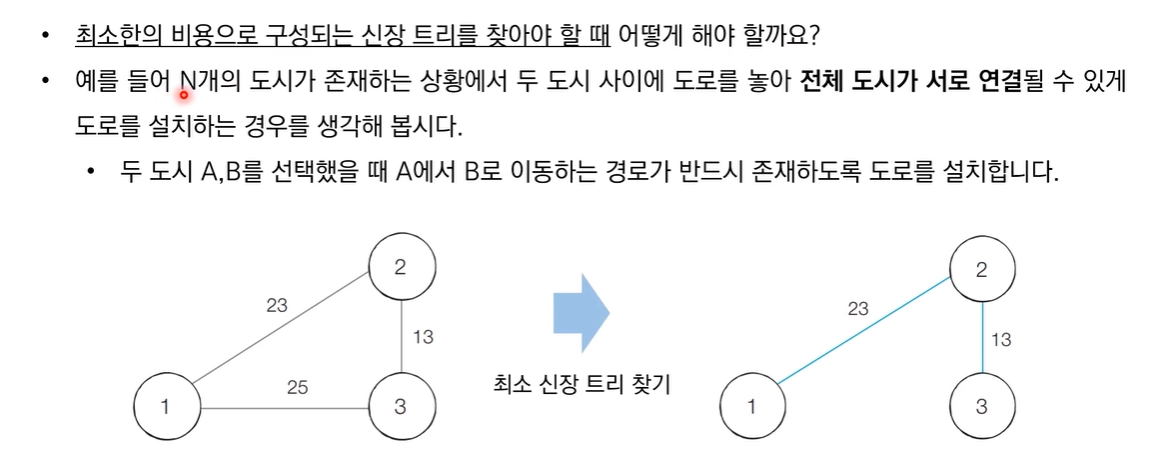 • 최소한의 비용으로 구성되는 신장 트리를 찾아야 할 때 어떻게 해야 할까요?
• 예를 들어 N개의 도시가 존재하는 상황에서 두 도시 사이에 도로를 놓아 전체 도시가 서로 연결될 수 있게
도로를 설치하는 경우를 생각해 봅시다.
• 두 도시 A,B를 선택했을 때 A에서 B로 이동하는 경로가 반드시 존재하도록 도로를 설치합니다.
2
23
13
25
1
3
최소 신장 트리 찾기
2
23
13
1
3